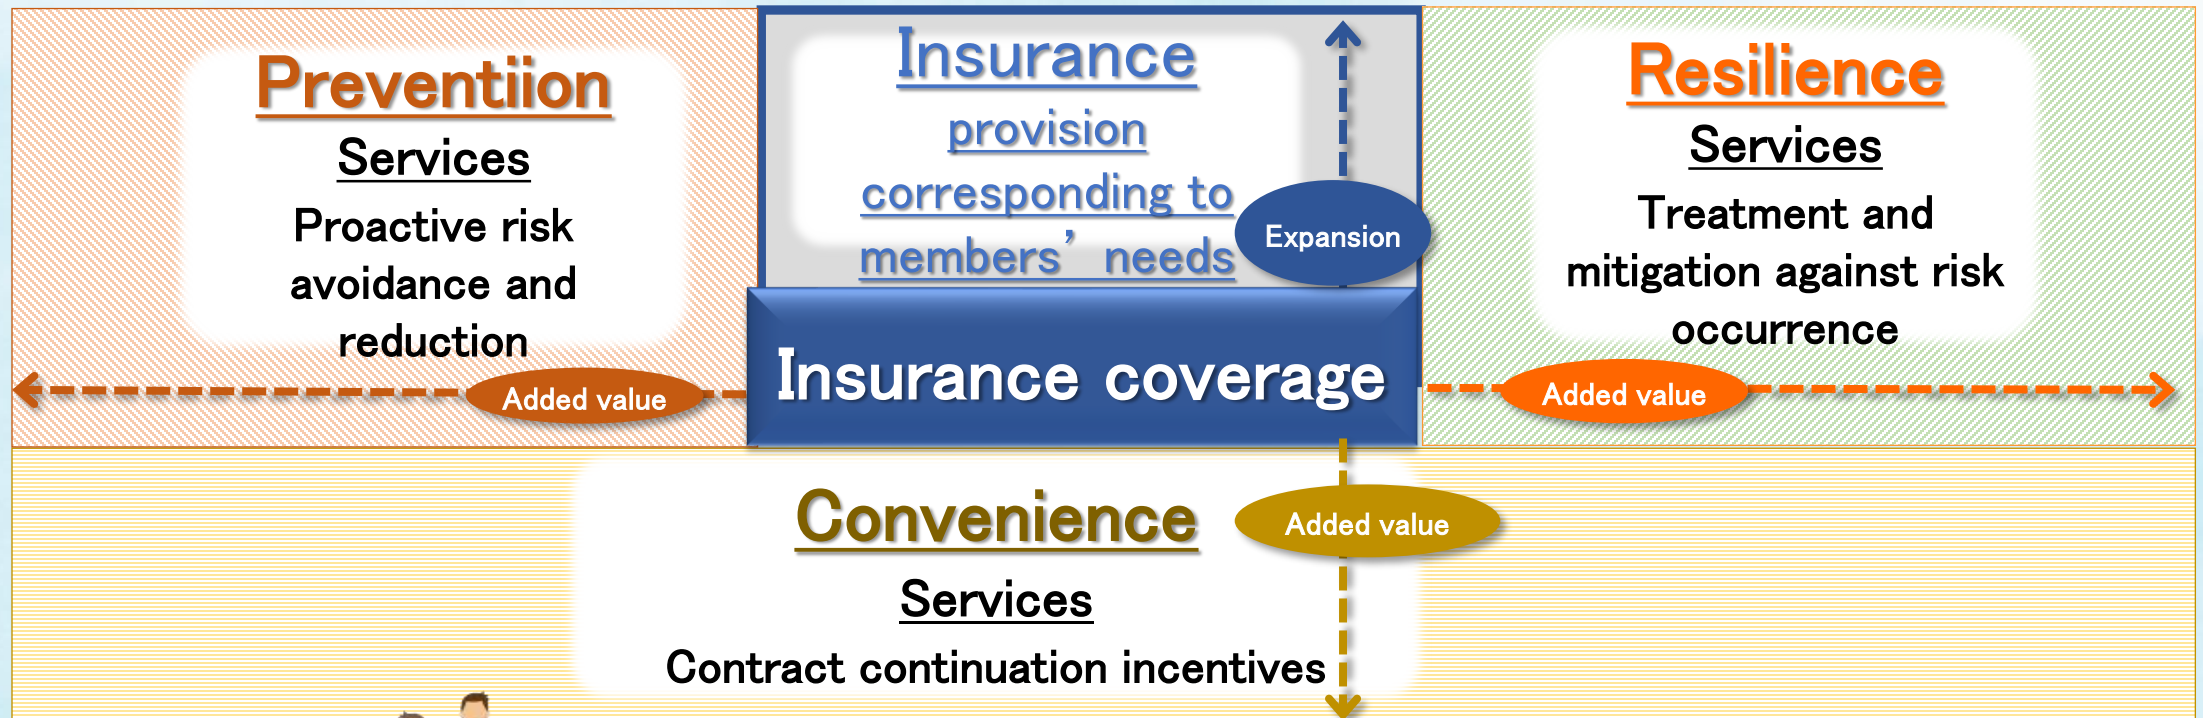 Preventiion
Services
Proactive risk
avoidance and
reduction
Added value
Insurance
provision
corresponding to
members’ needs
Expansion
Insurance coverage
Resilience
Services
Treatment and
mitigation against risk
occurrence
Added value
Convenience
Added value
Services
Contract continuation incentives